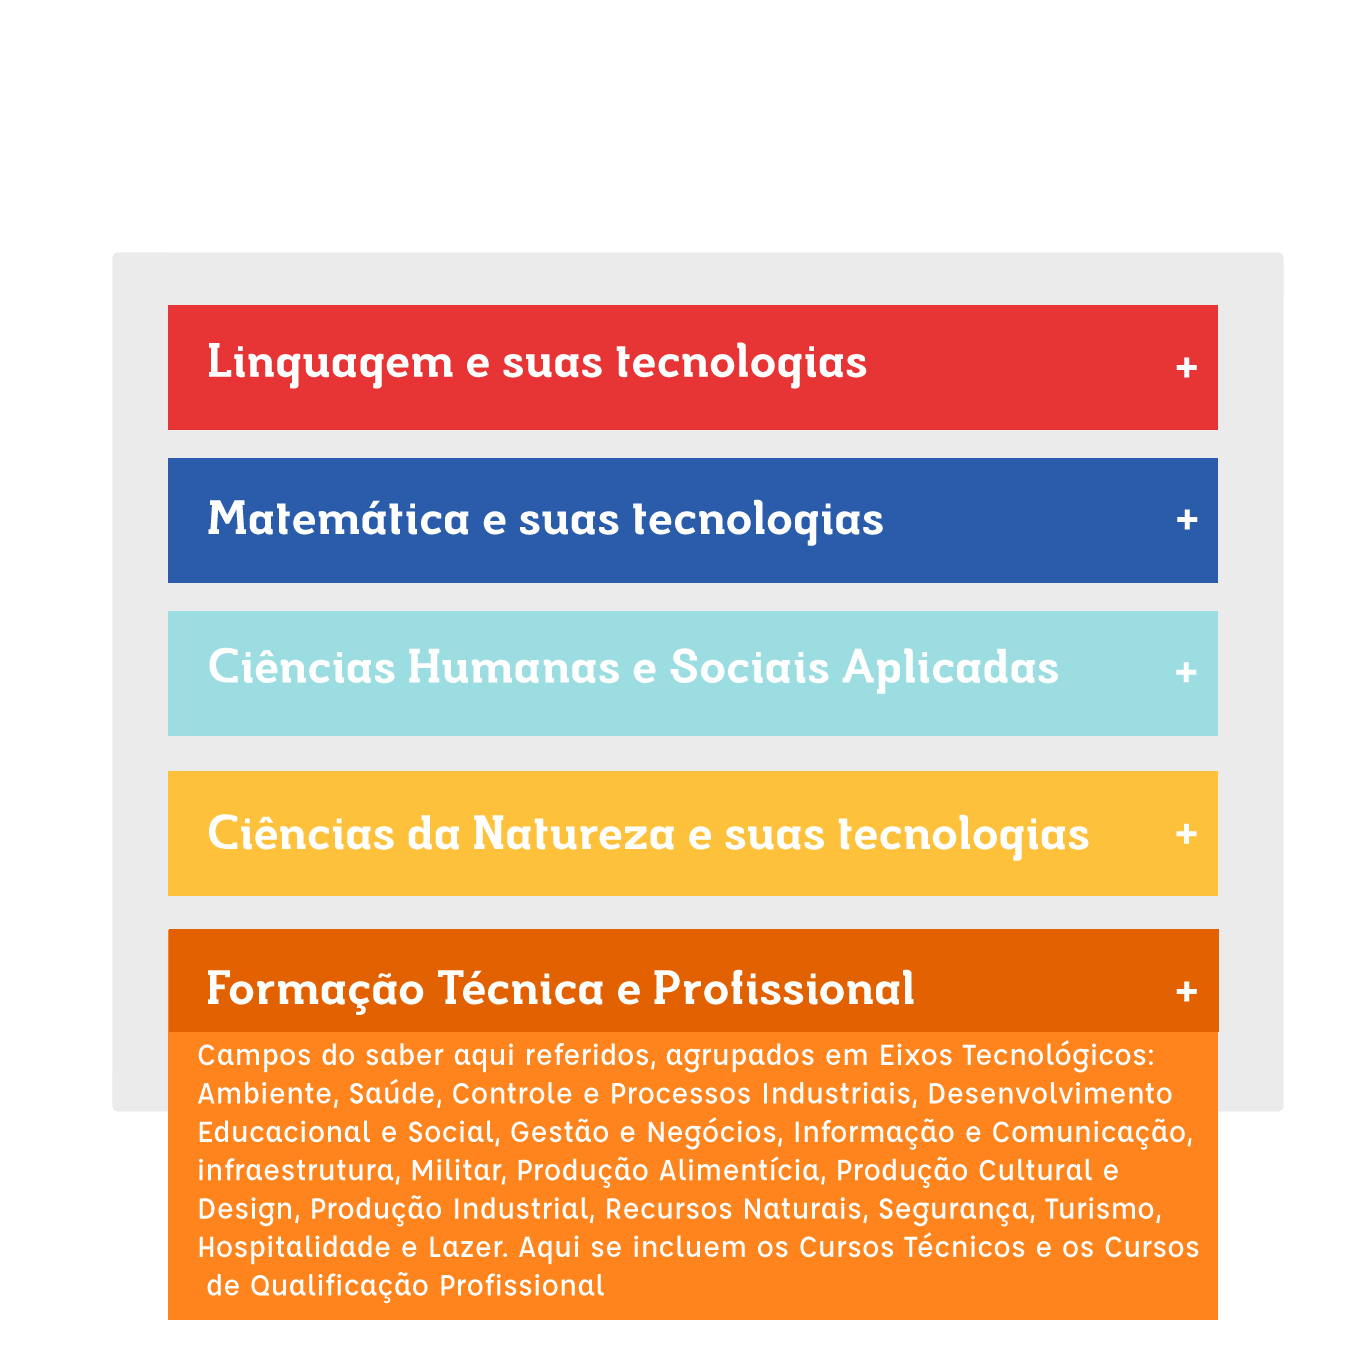 Linguagem e suas tecnologias
+
Matemática e suas tecnologias
+
Ciências Humanas e Sociais Aplicadas
+
Ciências da Natureza e suas tecnologias
+
Formação Técnica e Profissional
+
Campos do saber aqui referidos, agrupados em Eixos Tecnológicos:
Ambiente, Saúde, Controle e Processos Industriais, Desenvolvimento
Educacional e Social, Gestão e Negócios, Informação e Comunicação,
infraestrutura, Militar, Produção Alimentícia, Produção Cultural e
Design, Produção Industrial, Recursos Naturais, Segurança, Turismo,
Hospitalidade e Lazer. Aqui se incluem os Cursos Técnicos e os Cursos
de Qualificação Profissional